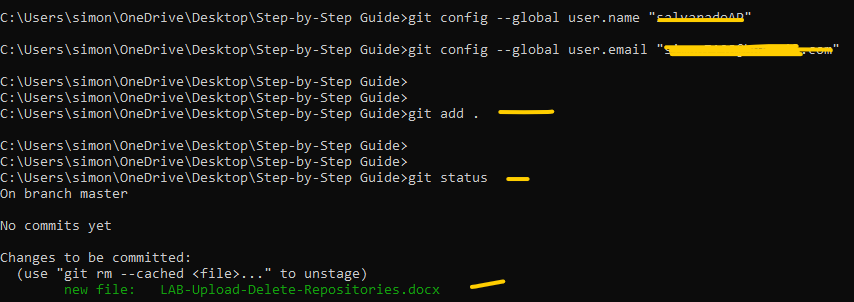 C:\Users\simon\OneDrive\Desktop\Step-by-Step Guide>git config --global user.name "
C:\Users\simon\OneDrive\Desktop\Step-by-Step Guide>git config --global user.email " .com"
C:\Users\simon\OneDrive\Desktop\Step-by-Step Guide>
C:\Users\simon\OneDrive\Desktop\Step-by-Step Guide>
C:\Users\simon\OneDrive\Desktop\Step-by-Step Guide>git add .
C:\Users\simon\OneDrive\Desktop\Step-by-Step Guide>
C:\Users\simon\OneDrive\Desktop\Step-by-Step Guide>
C:\Users\simon\OneDrive\Desktop\Step-by-Step Guide>git status
On branch master
No commits yet
Changes to be committed:
(use "git rm --cached <file>..." to unstage)
new file: LAB-Upload-Delete-Repositories.docx